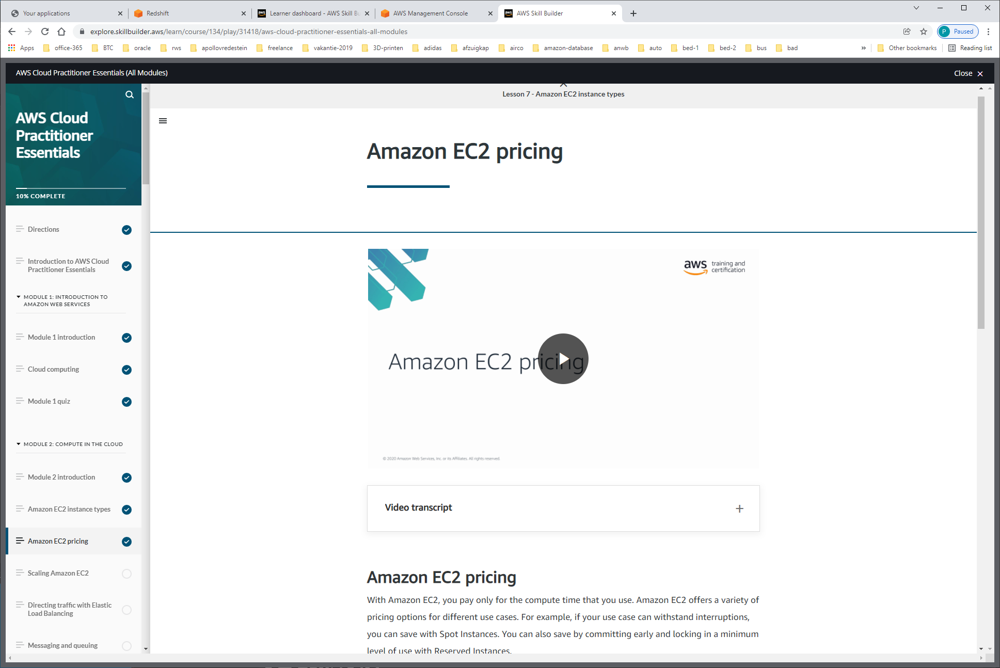 Your applications
Redshift
aws
Learner dashboard - AWS Skill Bu
AWS Management Console
aws
AWS Skill Builder
explore.skillbuilder.aws/learn/course/134/play/31418/aws-cloud-practitioner-essentials-all-modules
P Paused
Apps
office-365
BTC
oracle
rws
apollovredestein
freelance
vakantie-2019
3D-printen
adidas
afzuigkap
airco
amazon-database
anwb
auto
bed-1
bed-2
bus
bad
»
Other bookmarks
Reading list
AWS Cloud Practitioner Essentials (All Modules)
Close
AWS Cloud
Practitioner
Essentials
10% COMPLETE
Directions
Introduction to AWS Cloud
Practitioner Essentials
MODULE 1: INTRODUCTION TO
AMAZON WEB SERVICES
Module 1 introduction
Cloud computing
Module 1 quiz
MODULE 2: COMPUTE IN THE CLOUD
Module 2 introduction
Amazon EC2 instance types
Amazon EC2 pricing
Scaling Amazon EC2
Directing traffic with Elastic
Load Balancing
Messaging and queuing
Lesson 7 - Amazon EC2 instance types
Amazon EC2 pricing
aws training and
certification
Amazon EC2 pricing
© 2020 Amazon Web Services, Inc. or its Affiliates. All rights reserved.
Video transcript
Amazon EC2 pricing
With Amazon EC2, you pay only for the compute time that you use. Amazon EC2 offers a variety of
pricing options for different use cases. For example, if your use case can withstand interruptions,
you can save with Spot Instances. You can also save by committing early and locking in a minimum
level of use with Reserved Instances.